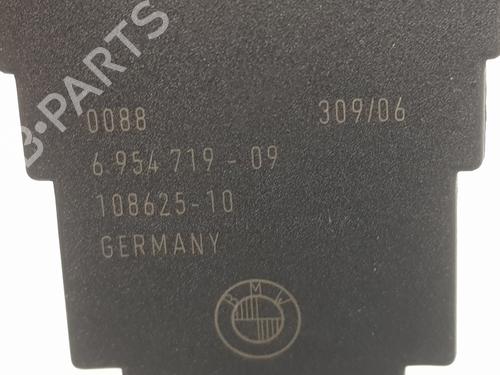 B-PARTS
0088 309/06
6 954 719 - 09
108625-10
GERMANY
BMW